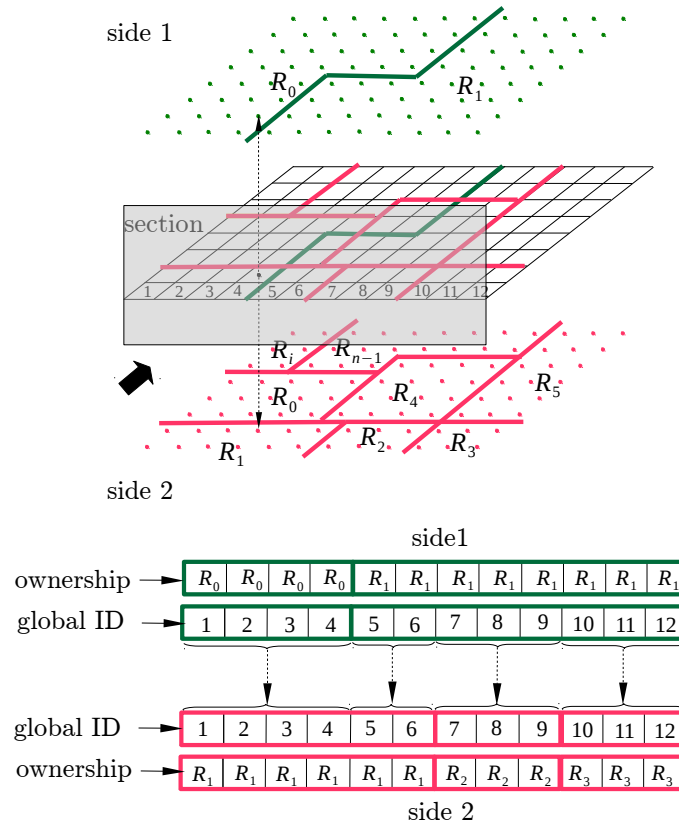 side 1
R0 R1
section
1 2 3 4 5 6 7 8 9 10 11 12
Ri Rn−1
R0 R4 R5
R1 R2 R3
side 2
side1
ownership R0 R0 R0 R0 R1 R1 R1 R1 R1 R1 R1 R1
global ID 1 2 3 4 5 6 7 8 9 10 11 12
global ID 1 2 3 4 5 6 7 8 9 10 11 12
ownership R1 R1 R1 R1 R1 R1 R2 R2 R2 R3 R3 R3
side 2